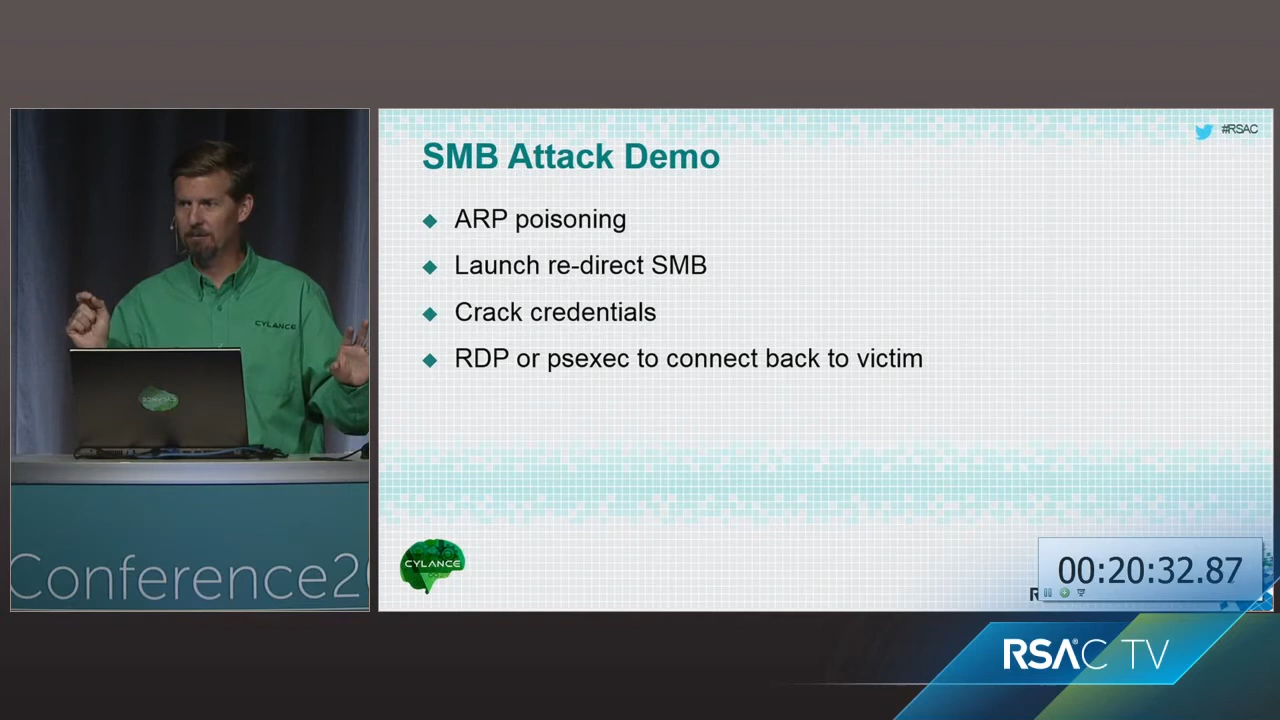 #RSAC
SMB Attack Demo
ARP poisoning
Launch re-direct SMB
Crack credentials
RDP or psexec to connect back to victim
CYLANCE
Conference2
CYLANCE
00:20:32.87
R
RSAC TV